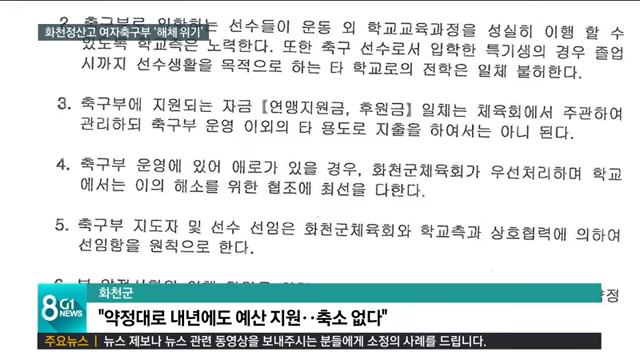 화천정산고 여자축구부 '해체 위기'
선수들이 운동 외 학교교육과정을 성실히 이행 할 수
있도록 학교측은 노력한다. 또한 축구 선수로서 입학한 특기생의 경우 졸업
시까지 선수생활을 목적으로 하는 타 학교로의 전학은 일체 불허한다.
3. 축구부에 지원되는 자금 〖연맹지원금, 후원금〗 일체는 체육회에서 주관하여
관리하되 축구부 운영 이외의 타 용도로 지출을 하여서는 아니 된다.
4. 축구부 운영에 있어 애로가 있을 경우, 화천군체육회가 우선처리하며 학교
에서는 이의 해소를 위한 협조에 최선을 다한다.
5. 축구부 지도자 및 선수 선임은 화천군체육회와 학교측과 상호협력에 의하여
선임함을 원칙으로 한다.
화천군
8 G1 NEWS
"약정대로 내년에도 예산 지원‥축소 없다"
주요뉴스 뉴스 제보나 뉴스 관련 동영상을 보내주시는 분들에게 소정의 사례를 드립니다.